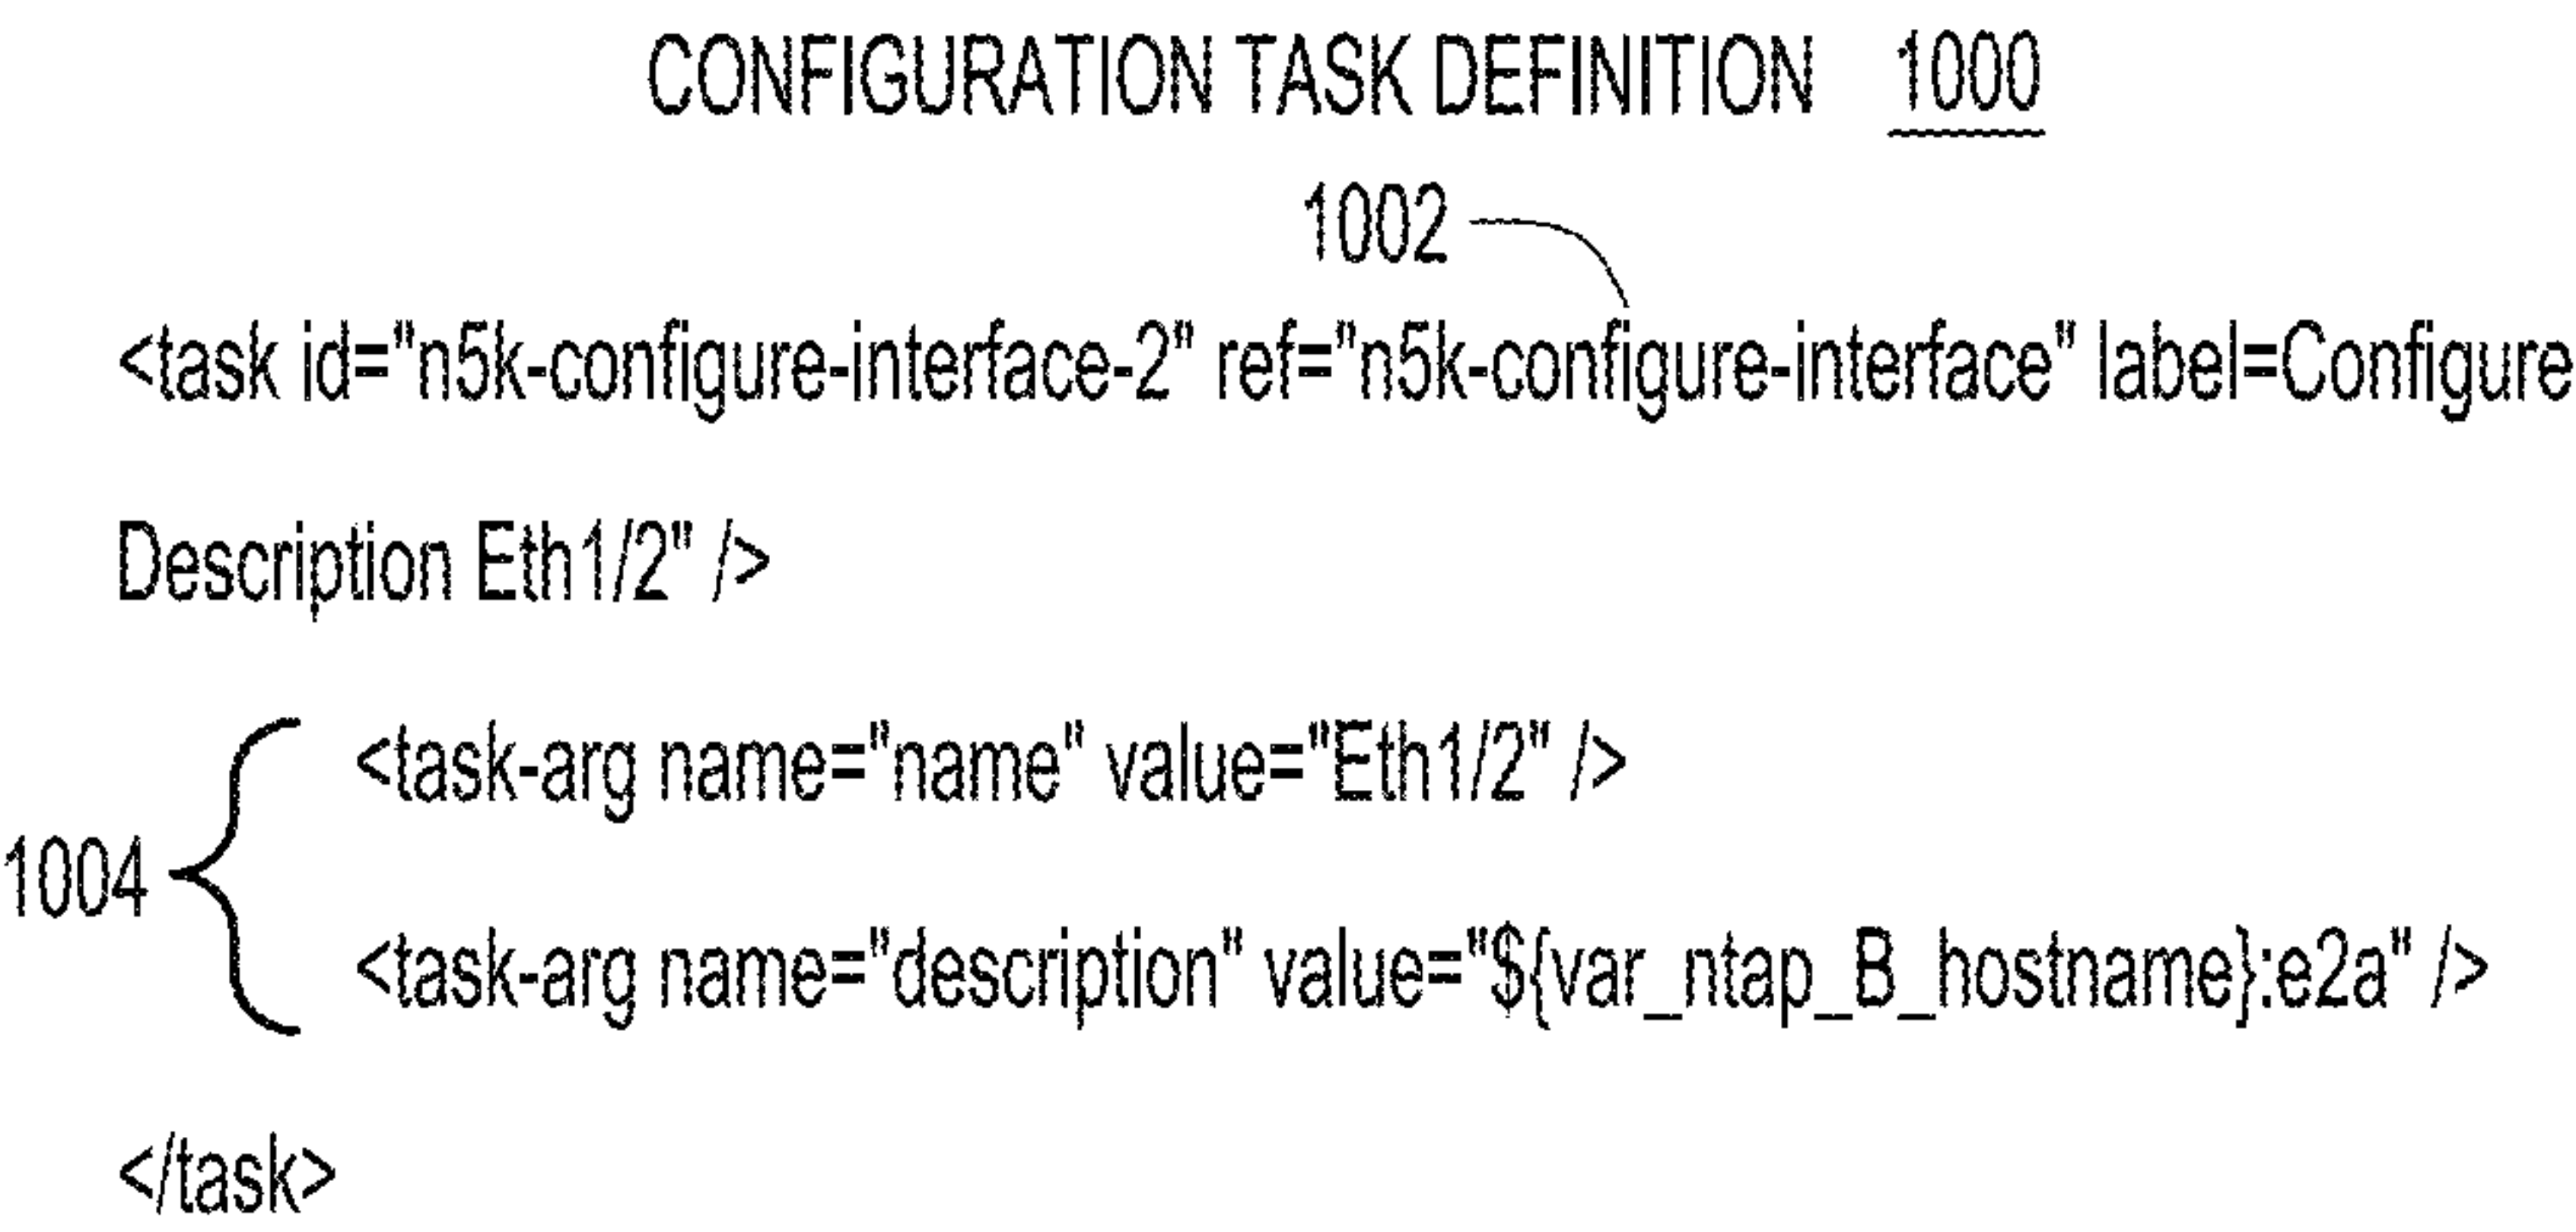 CONFIGURATION TASK DEFINITION 1000
1002
<task id="n5k-configure-interface-2" ref="n5k-configure-interface" label=Configure
Description Eth1/2" />
<task-arg name="name" value="Eth1/2" />
1004
<task-arg name="description" value="${var_ntap_B_hostname}:e2a" />
</task>